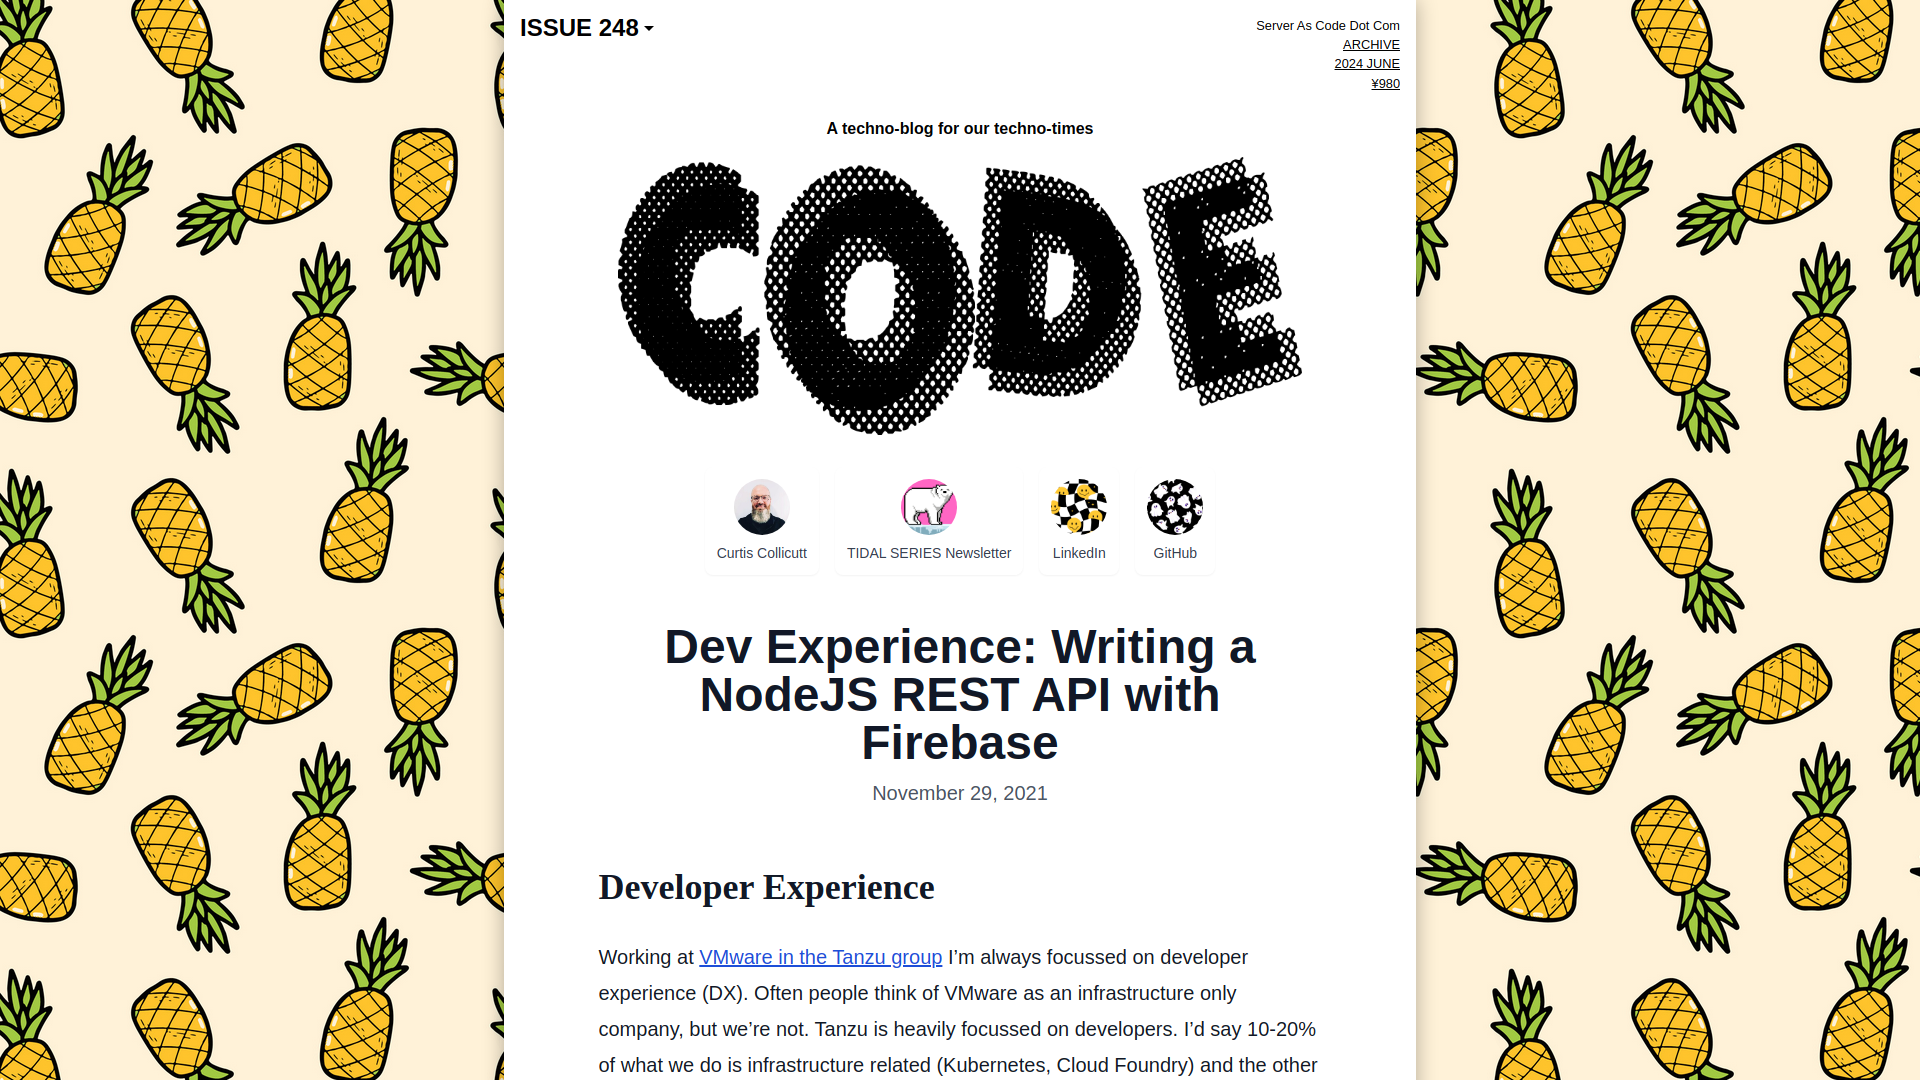 ISSUE 248
Server As Code Dot Com
ARCHIVE
2024 JUNE
¥980
A techno-blog for our techno-times
CODE
Curtis Collicutt
TIDAL SERIES Newsletter
LinkedIn
GitHub
Dev Experience: Writing a
NodeJS REST API with
Firebase
November 29, 2021
Developer Experience
Working at VMware in the Tanzu group I’m always focussed on developer
experience (DX). Often people think of VMware as an infrastructure only
company, but we’re not. Tanzu is heavily focussed on developers. I’d say 10-20%
of what we do is infrastructure related (Kubernetes, Cloud Foundry) and the other